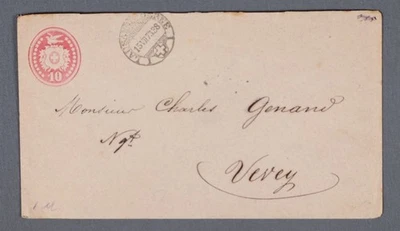 10
Monsieur Charles Genand
Ngt.
Vevey